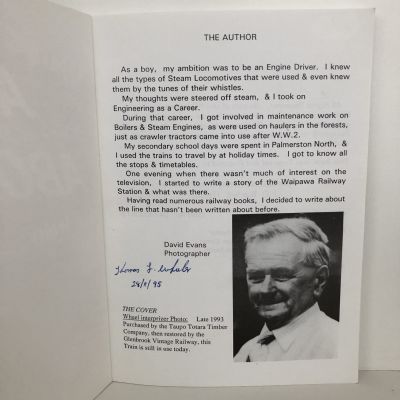 THE AUTHOR
As a boy, my ambition was to be an Engine Driver. I knew
all the types of Steam Locomotives that were used & even knew
them by the tunes of their whistles.
My thoughts were steered off steam, & I took on
Engineering as a Career.
During that career, I got involved in maintenance work on
Boilers & Steam Engines, as were used on haulers in the forests,
just as crawler tractors came into use after W.W.2.
My secondary school days were spent in Palmerston North, &
I used the trains to travel by at holiday times. I got to know all
the stops & timetables.
One evening when there wasn't much of interest on the
television, I started to write a story of the Waipawa Railway
Station & what was there.
Having read numerous railway books, I decided to write about
the line that hasn't been written about before.
David Evans
Photographer
THE COVER
Wheel interprizer Photo: Late 1993
Purchased by the Taupo Totara Timber
Company, then restored by the
Glenbrook Vintage Railway, this
Train is still in use today.